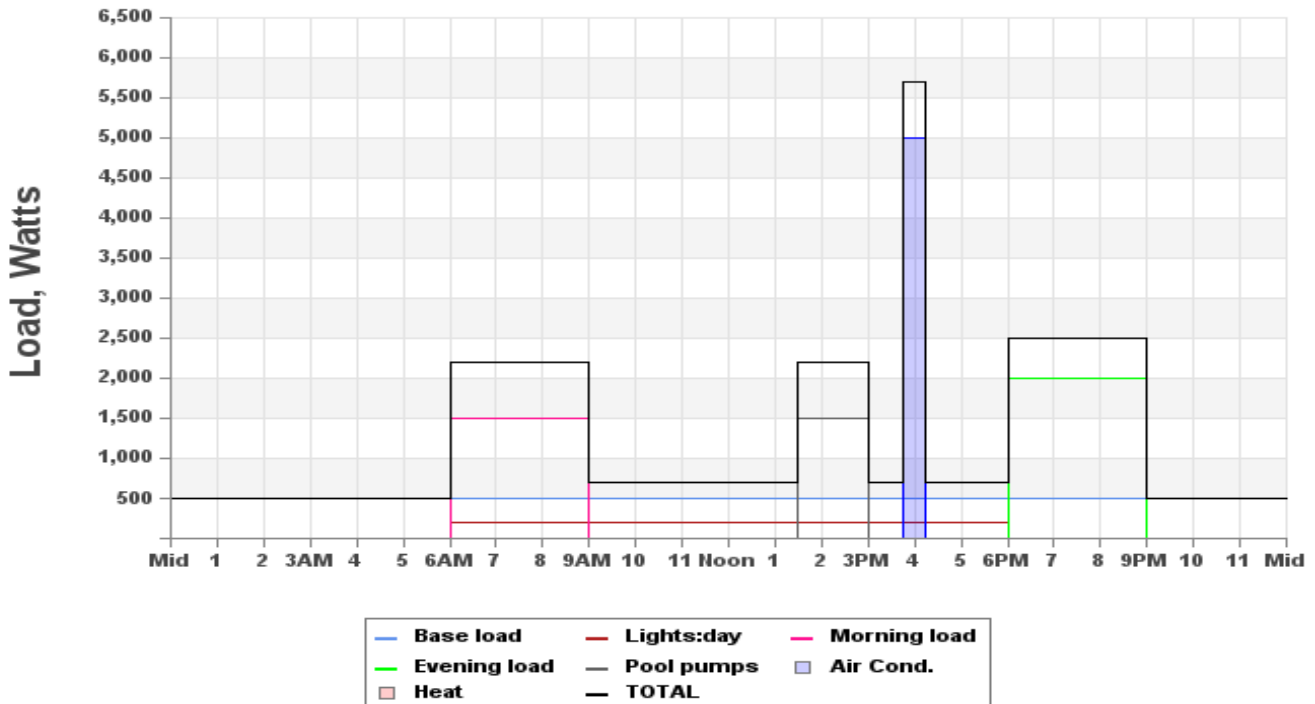 6,500
6,000
5,500
5,000
4,500
4,000
3,500
3,000
2,500
2,000
1,500
1,000
500
Load, Watts
Mid 1 2 3AM 4 5 6AM 7 8 9AM 10 11 Noon 1 2 3PM 4 5 6PM 7 8 9PM 10 11 Mid
Base load Lights:day Morning load
Evening load Pool pumps Air Cond.
Heat TOTAL